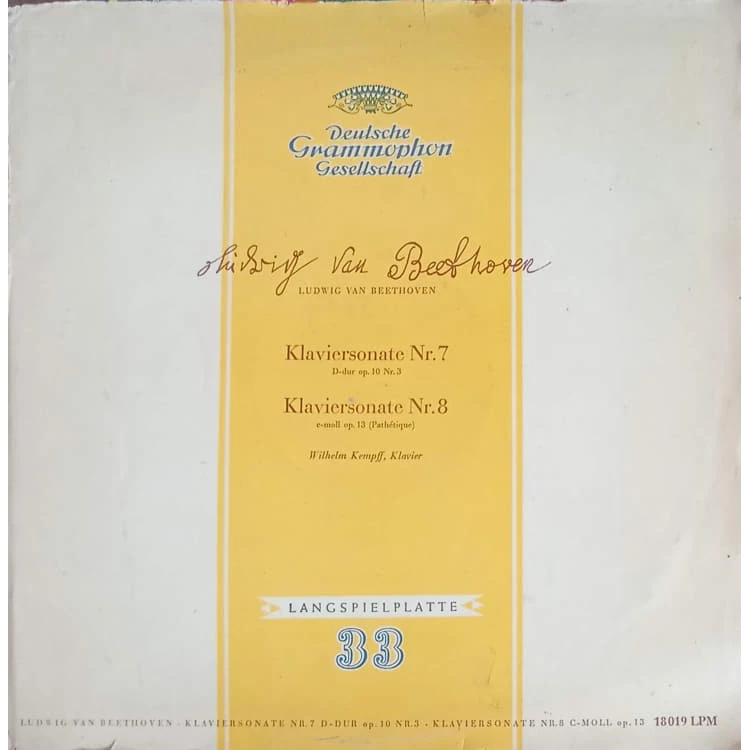 Deutsche
Grammophon
Gesellschaft
Ludwig van Beethoven
LUDWIG VAN BEETHOVEN
Klaviersonate Nr. 7
D-dur op. 10 Nr. 3
Klaviersonate Nr. 8
c-moll op. 13 (Pathétique)
Wilhelm Kempff, Klavier
LANGSPIELPLATTE
33
LUDWIG VAN BEETHOVEN · KLAVIERSONATE NR. 7 D-DUR op. 10 NR. 3 · KLAVIERSONATE NR. 8 C-MOLL op. 13 18019 LPM